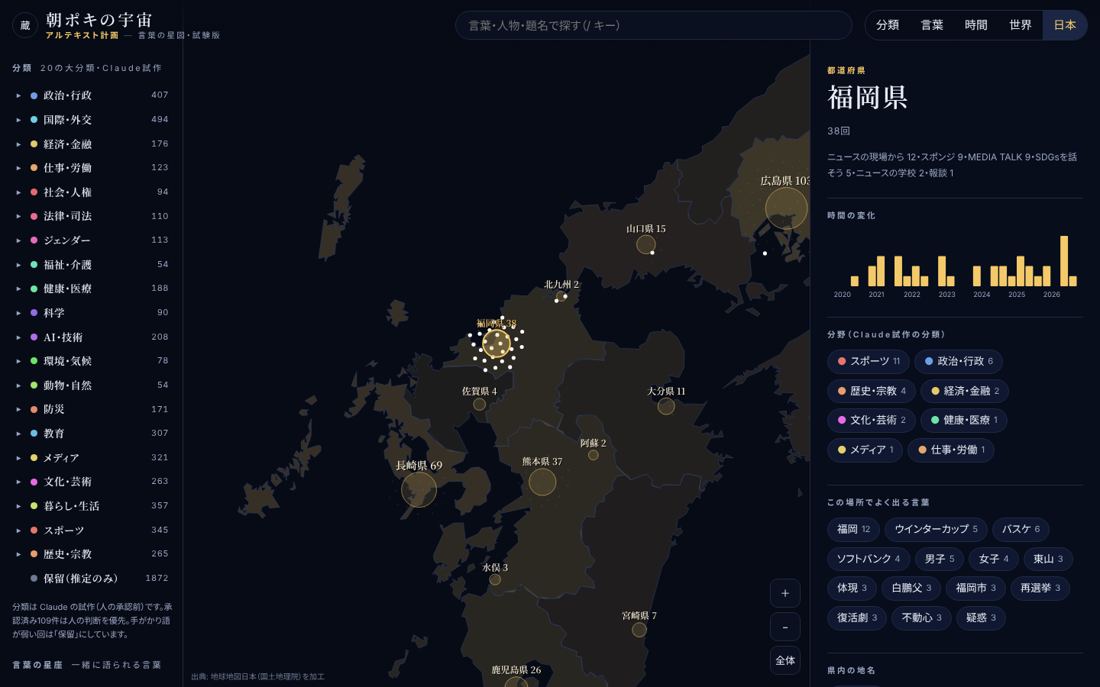 蔵
朝ポキの宇宙
アルテキスト計画 — 言葉の星図・試験版
言葉・人物・題名で探す(/ キー)
分類
言葉
時間
世界
日本
分類 20の大分類・Claude試作
▸ 政治・行政 407
▸ 国際・外交 494
▸ 経済・金融 176
▸ 仕事・労働 123
▸ 社会・人権 94
▸ 法律・司法 110
▸ ジェンダー 113
▸ 福祉・介護 54
▸ 健康・医療 188
▸ 科学 90
▸ AI・技術 208
▸ 環境・気候 78
▸ 動物・自然 54
▸ 防災 171
▸ 教育 307
▸ メディア 321
▸ 文化・芸術 263
▸ 暮らし・生活 357
▸ スポーツ 345
▸ 歴史・宗教 265
保留(推定のみ) 1872
分類は Claude の試作(人の承認前)です。承
認済み109件は人の判断を優先。手がかり語
が弱い回は「保留」にしています。
言葉の星座 一緒に語られる言葉
広島県 103
山口県 15
北九州 2
福岡県 38
佐賀県 4
大分県 11
阿蘇 2
長崎県 69
熊本県 37
水俣 3
宮崎県 7
鹿児島県 26
+
−
全体
出典: 地球地図日本(国土地理院)を加工
都道府県
福岡県
38回
ニュースの現場から 12・スポンジ 9・MEDIA TALK 9・SDGsを話
そう 5・ニュースの学校 2・報談 1
時間の変化
2020 2021 2022 2023 2024 2025 2026
分野(Claude試作の分類)
スポーツ 11
政治・行政 6
歴史・宗教 4
経済・金融 2
文化・芸術 2
健康・医療 1
メディア 1
仕事・労働 1
この場所でよく出る言葉
福岡 12
ウインターカップ 5
バスケ 6
ソフトバンク 4
男子 5
女子 4
東山 3
体現 3
白鵬父 3
福岡市 3
再選挙 3
復活劇 3
不動心 3
疑惑 3
県内の地名